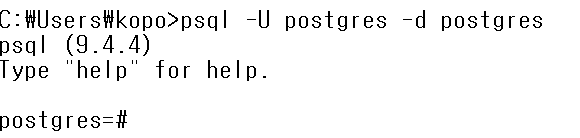 C:₩Users₩kopo>psql -U postgres -d postgres
psql (9.4.4)
Type "help" for help.
postgres=#